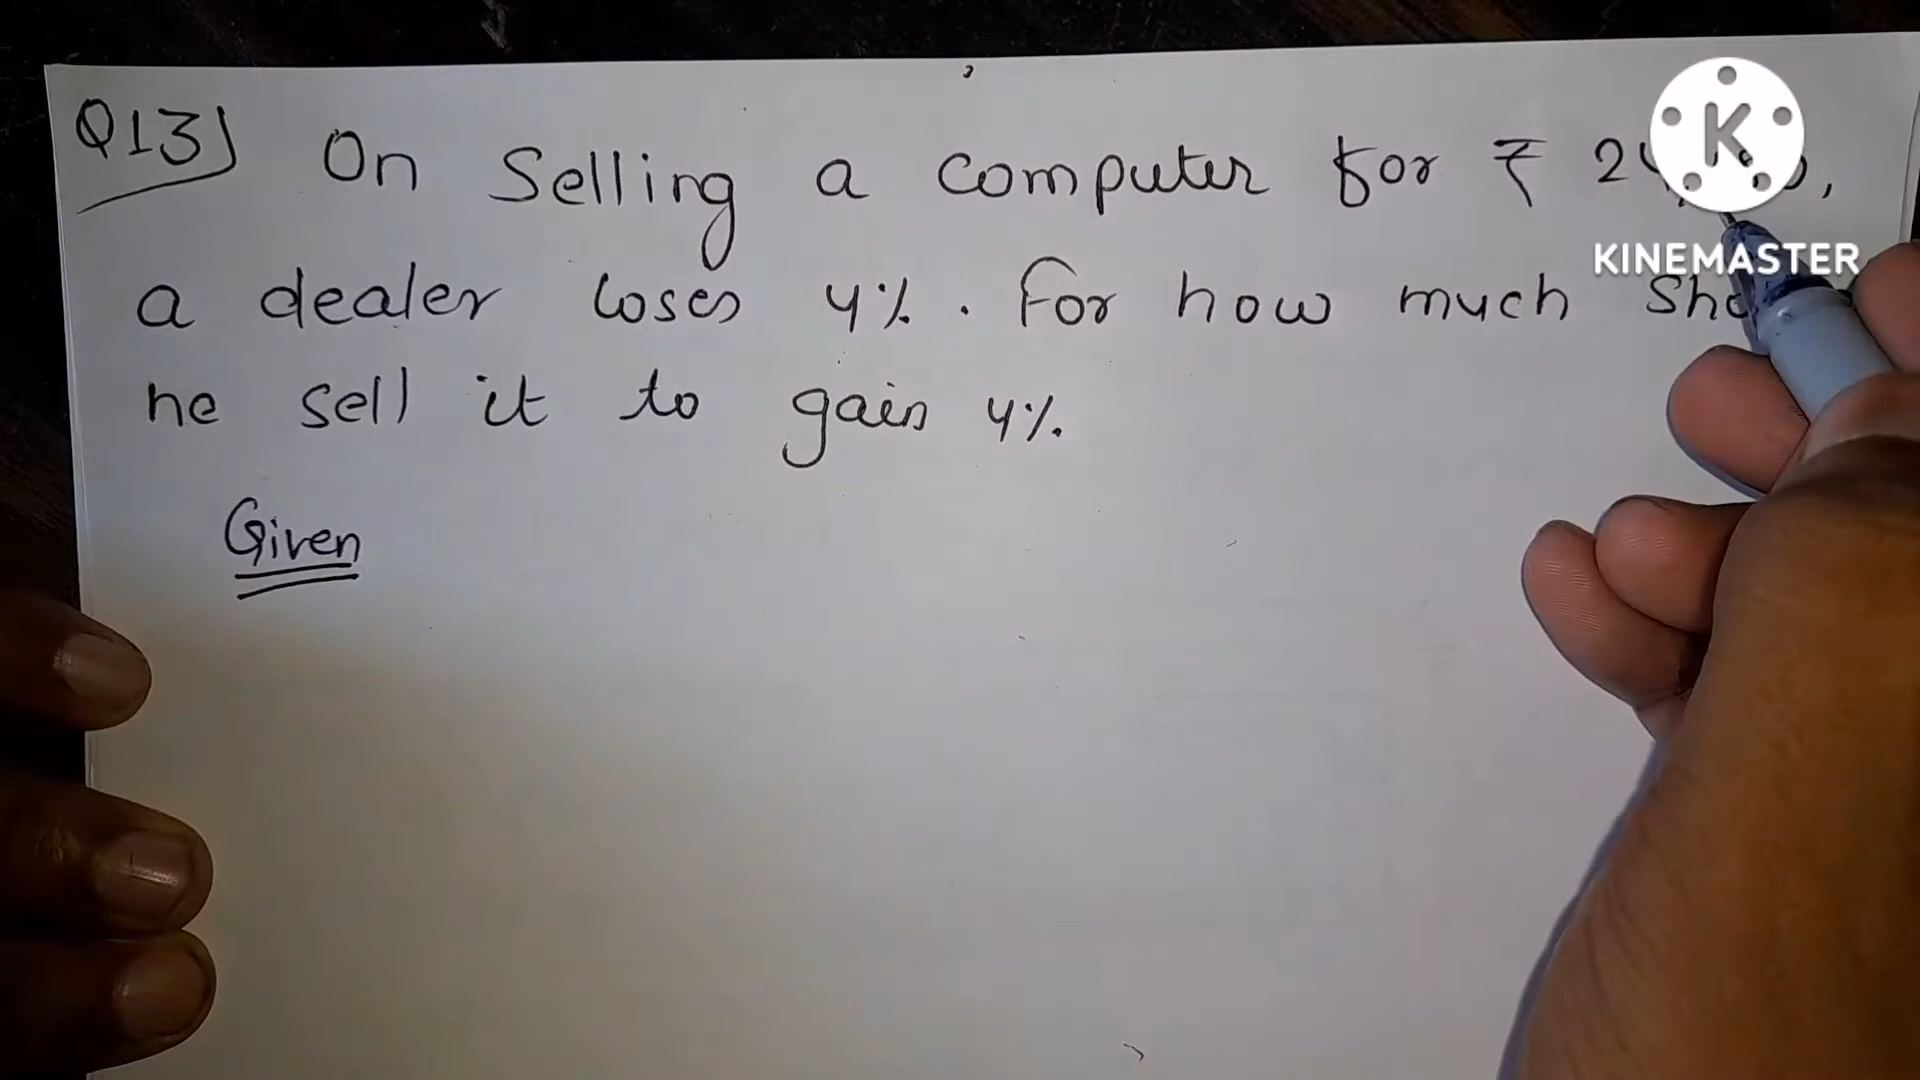 Q13) On Selling a computer for ₹
a dealer loses 4%. For how much
he sell it to gain 4%.
Given
K
KINEMASTER